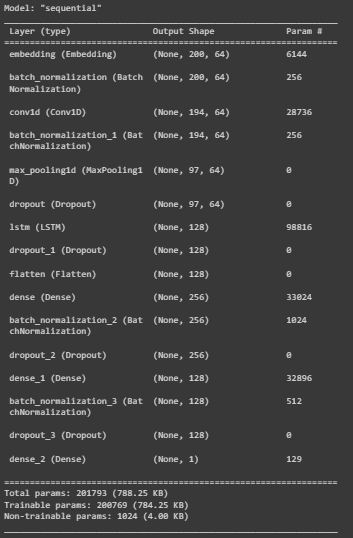 Model: "sequential"
Layer (type) Output Shape Param #
embedding (Embedding) (None, 200, 64) 6144
batch_normalization (Batch (None, 200, 64) 256
Normalization)
conv1d (Conv1D) (None, 194, 64) 28736
batch_normalization_1 (Bat (None, 194, 64) 256
chNormalization)
max_pooling1d (MaxPooling1 (None, 97, 64) 0
D)
dropout (Dropout) (None, 97, 64) 0
lstm (LSTM) (None, 128) 98816
dropout_1 (Dropout) (None, 128) 0
flatten (Flatten) (None, 128) 0
dense (Dense) (None, 256) 33024
batch_normalization_2 (Bat (None, 256) 1024
chNormalization)
dropout_2 (Dropout) (None, 256) 0
dense_1 (Dense) (None, 128) 32896
batch_normalization_3 (Bat (None, 128) 512
chNormalization)
dropout_3 (Dropout) (None, 128) 0
dense_2 (Dense) (None, 1) 129
Total params: 201793 (788.25 KB)
Trainable params: 200769 (784.25 KB)
Non-trainable params: 1024 (4.00 KB)